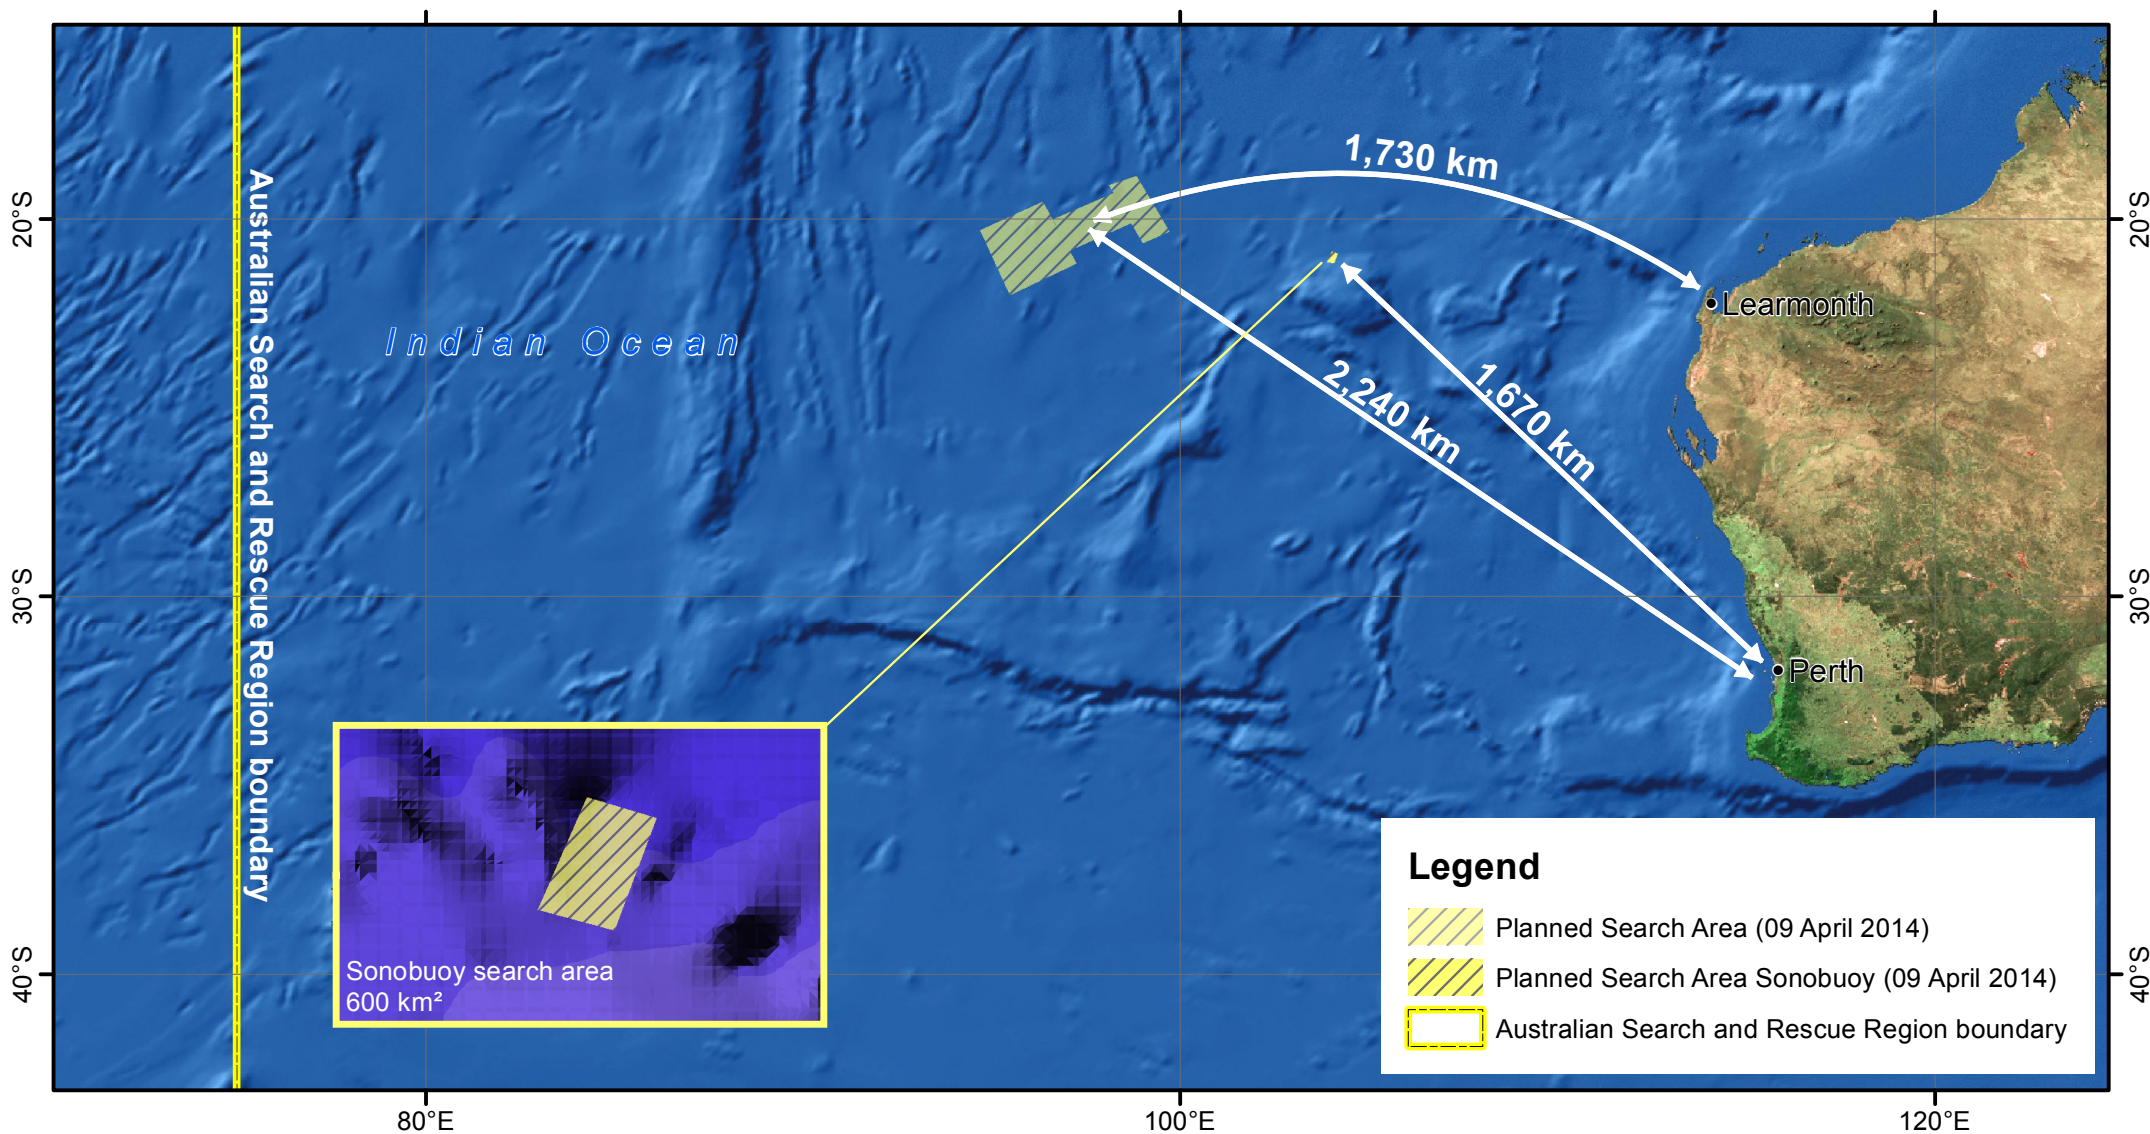 1,730 km
20°S
20°S
Australian Search and Rescue Region boundary
Learmonth
Indian Ocean
2,240 km
1,670 km
30°S
30°S
Perth
Legend
Planned Search Area (09 April 2014)
Sonobuoy search area
600 km²
40°S
40°S
Planned Search Area Sonobuoy (09 April 2014)
Australian Search and Rescue Region boundary
80°E
100°E
120°E